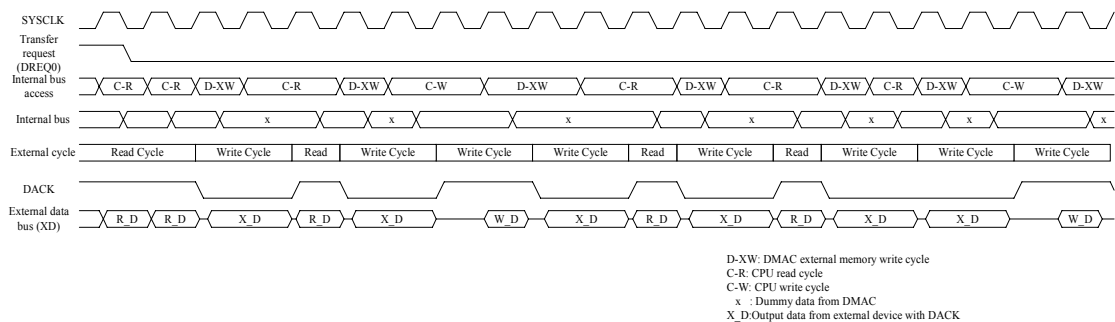 SYSCLK
Transfer
request
(DREQ0)
Internal bus
access
C-R C-R D-XW C-R D-XW C-W D-XW C-R D-XW C-R D-XW C-R D-XW C-W D-XW
Internal bus x x x x x x x
External cycle Read Cycle Write Cycle Read Write Cycle Write Cycle Write Cycle Read Write Cycle Read Write Cycle Write Cycle Write Cycle
DACK
External data
bus (XD)
R_D R_D X_D R_D X_D W_D X_D R_D X_D R_D X_D X_D W_D
D-XW: DMAC external memory write cycle
C-R: CPU read cycle
C-W: CPU write cycle
x : Dummy data from DMAC
X_D:Output data from external device with DACK